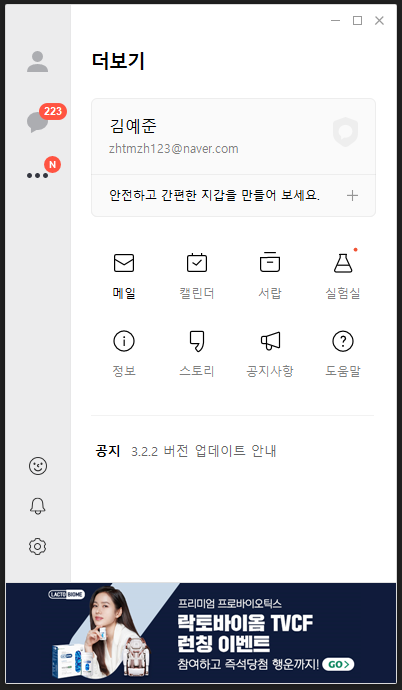 더보기
223
N
김예준
zhtmzh123@naver.com
안전하고 간편한 지갑을 만들어 보세요.
메일
캘린더
서랍
실험실
정보
스토리
공지사항
도움말
공지 3.2.2 버전 업데이트 안내
LACTO BIOME
프리미엄 프로바이오틱스
락토바이옴 TVCF
런칭 이벤트
참여하고 즉석당첨 행운까지! GO >